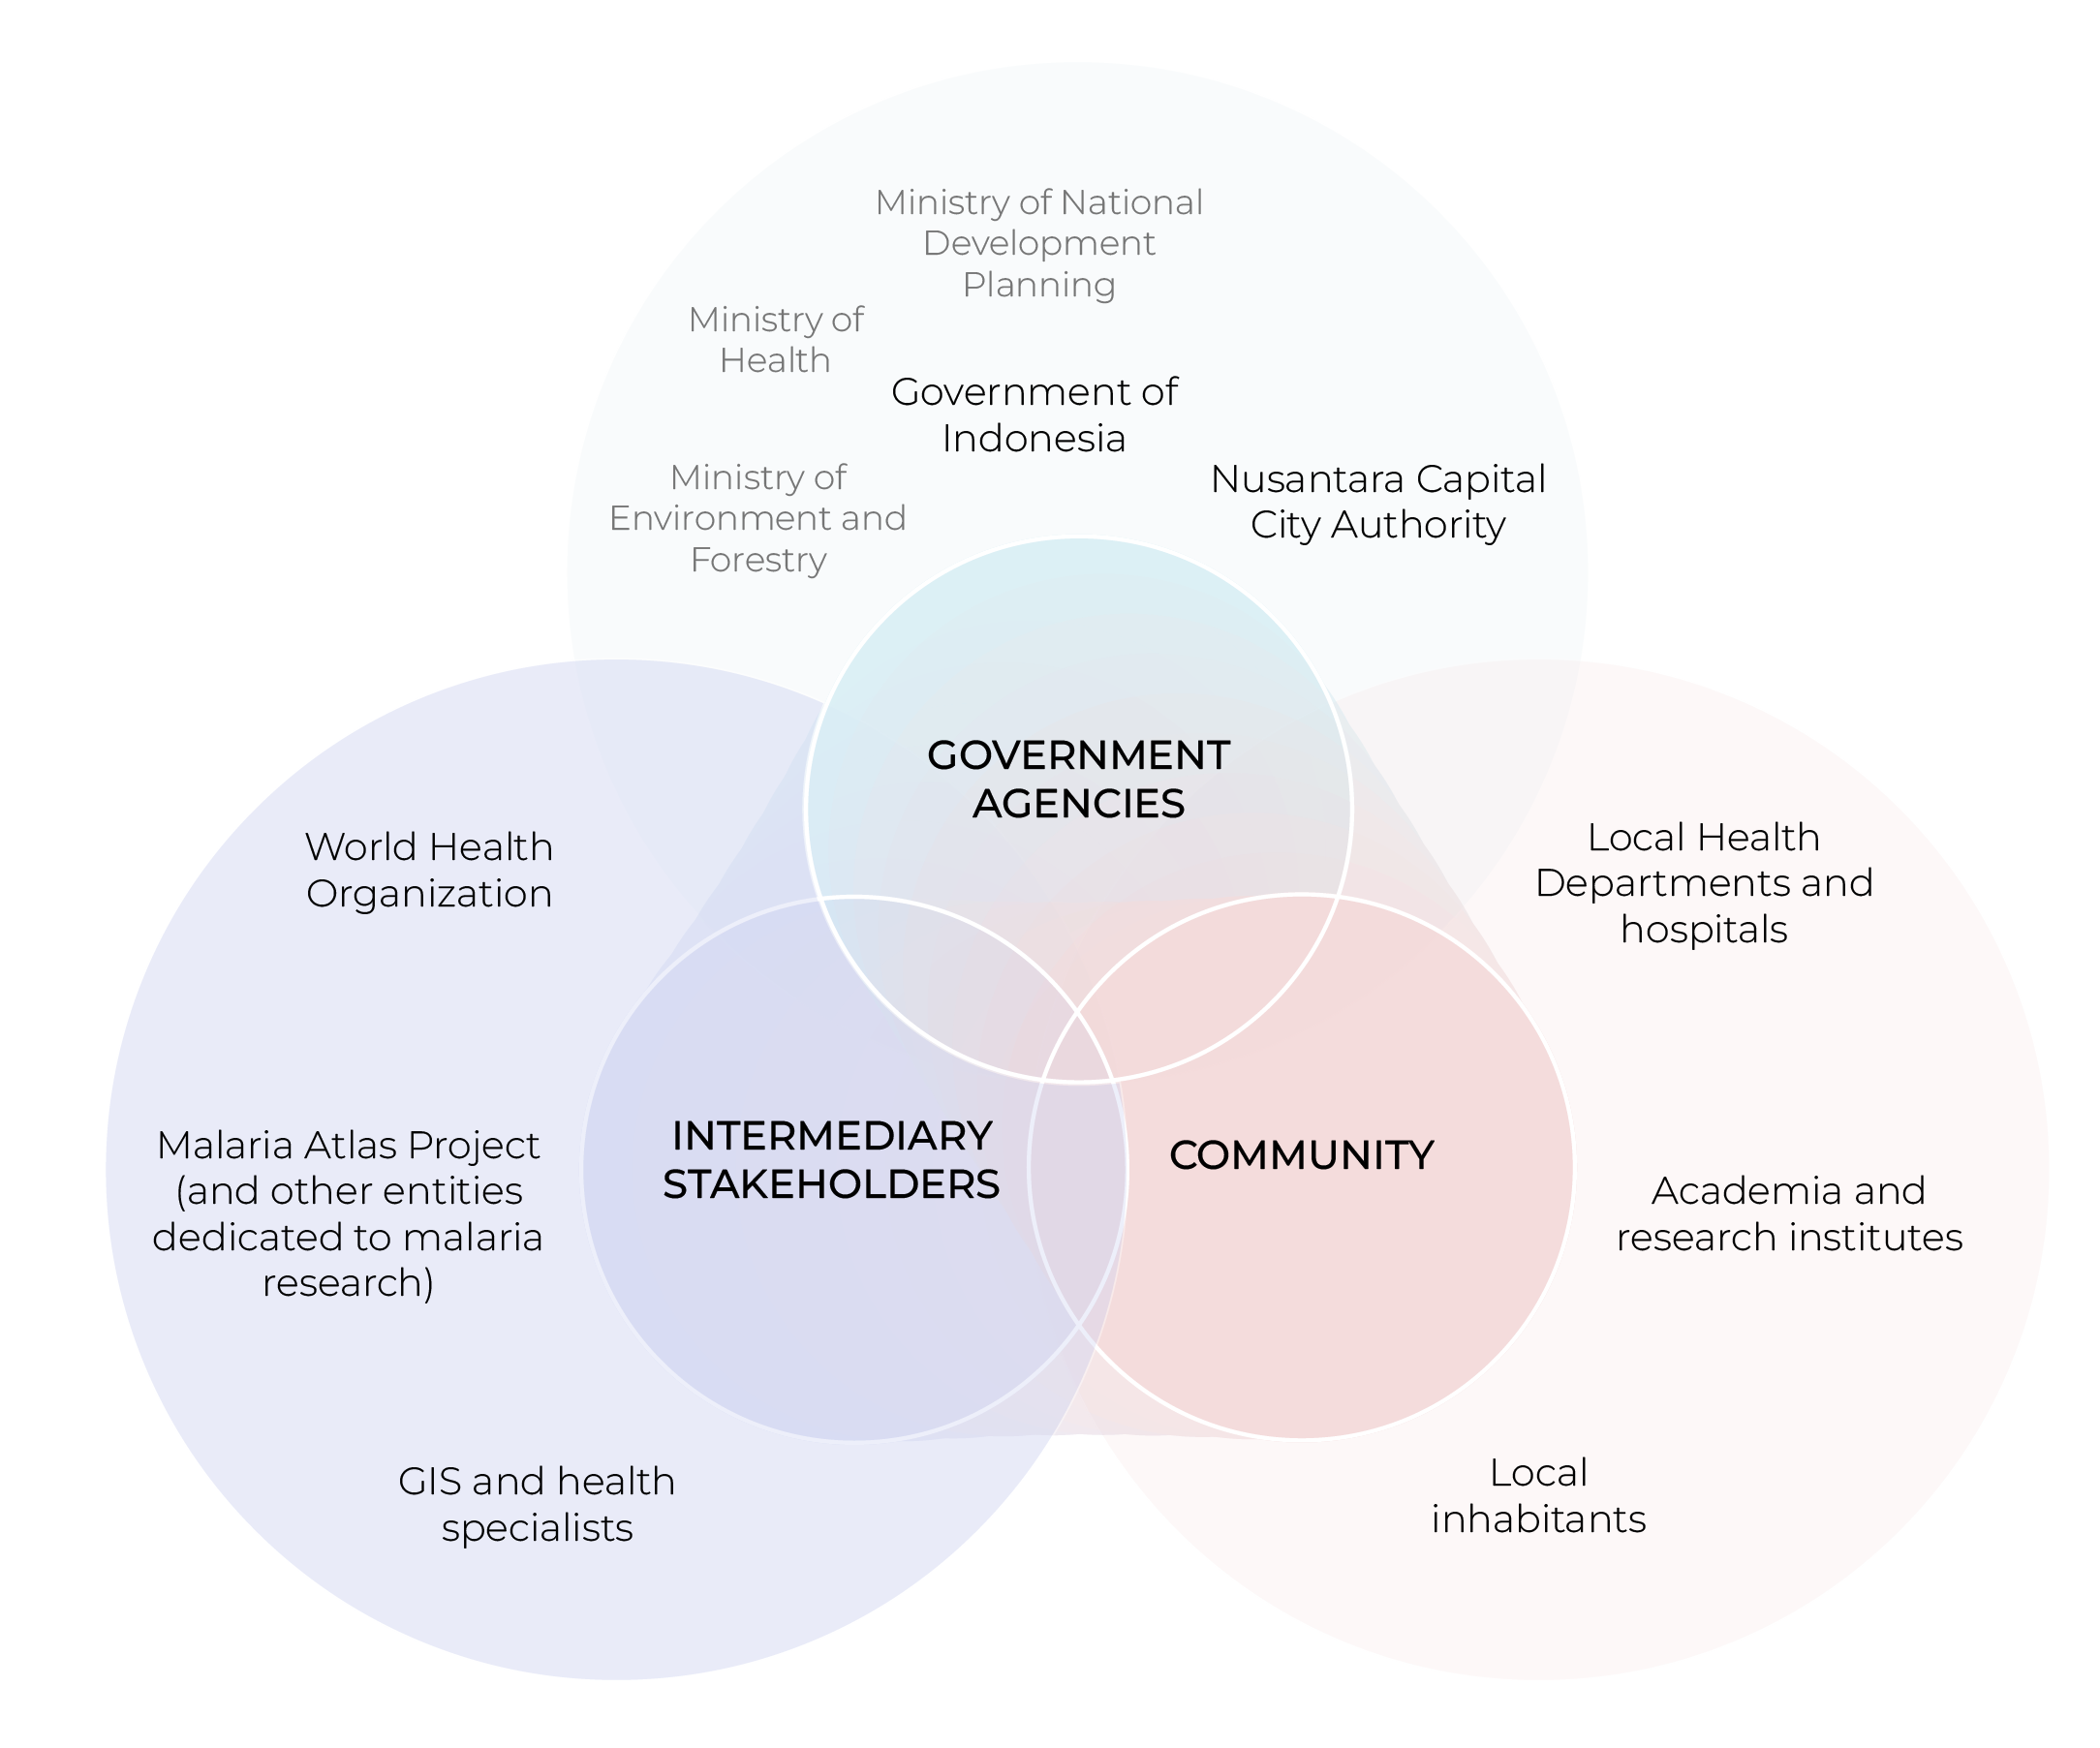 Ministry of National
Development
Planning
Ministry of
Health
Government of
Indonesia
Ministry of
Environment and
Forestry
Nusantara Capital
City Authority
GOVERNMENT
AGENCIES
World Health
Organization
Malaria Atlas Project
(and other entities
dedicated to malaria
research)
GIS and health
specialists
INTERMEDIARY
STAKEHOLDERS
COMMUNITY
Local Health
Departments and
hospitals
Academia and
research institutes
Local
inhabitants